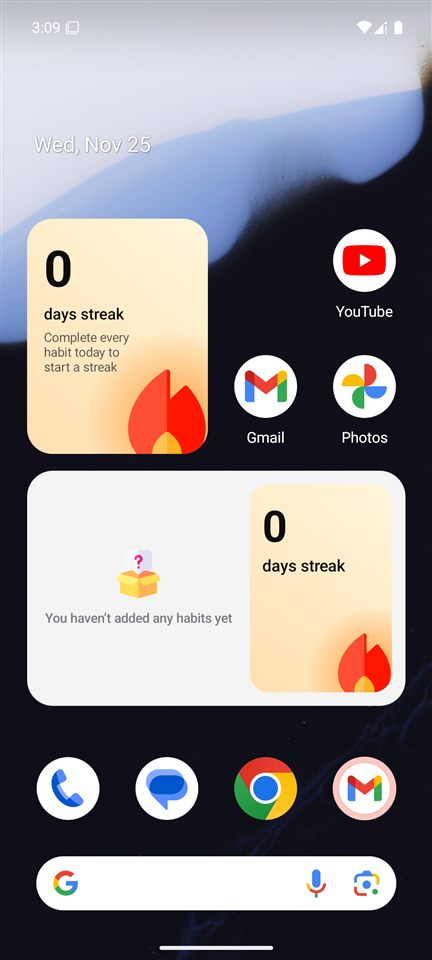 3:09
Wed, Nov 25
0
days streak
Complete every
habit today to
start a streak
YouTube
Gmail
Photos
?
You haven't added any habits yet
0
days streak